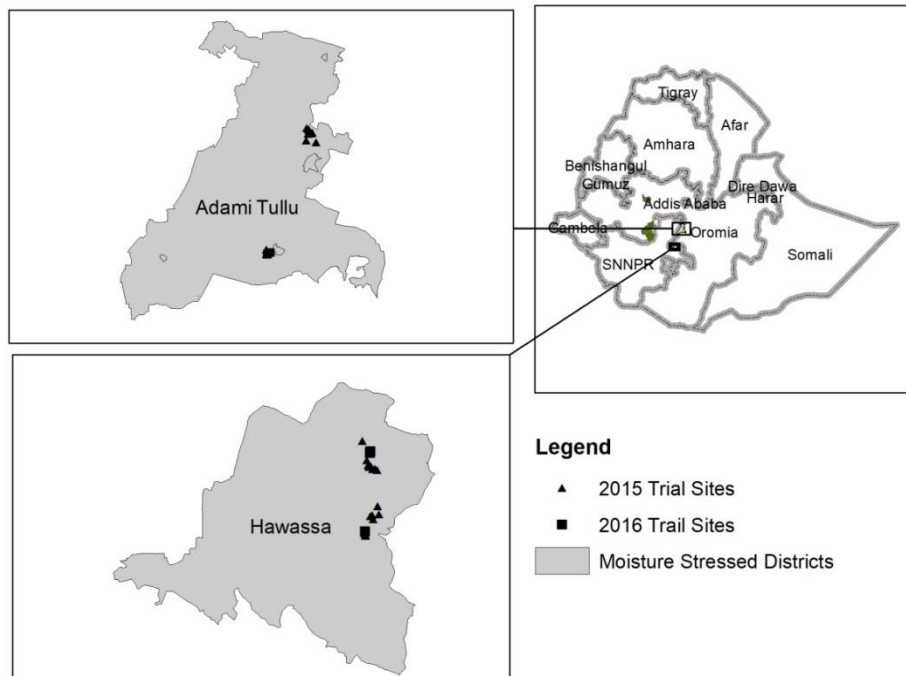 Adami Tullu
Tigray
Afar
Amhara
Benishangul
Gumuz
Dire Dawa
Harar
Addis Ababa
Gambela
Oromia
SNNPR
Somali
Hawassa
Legend
2015 Trial Sites
2016 Trail Sites
Moisture Stressed Districts